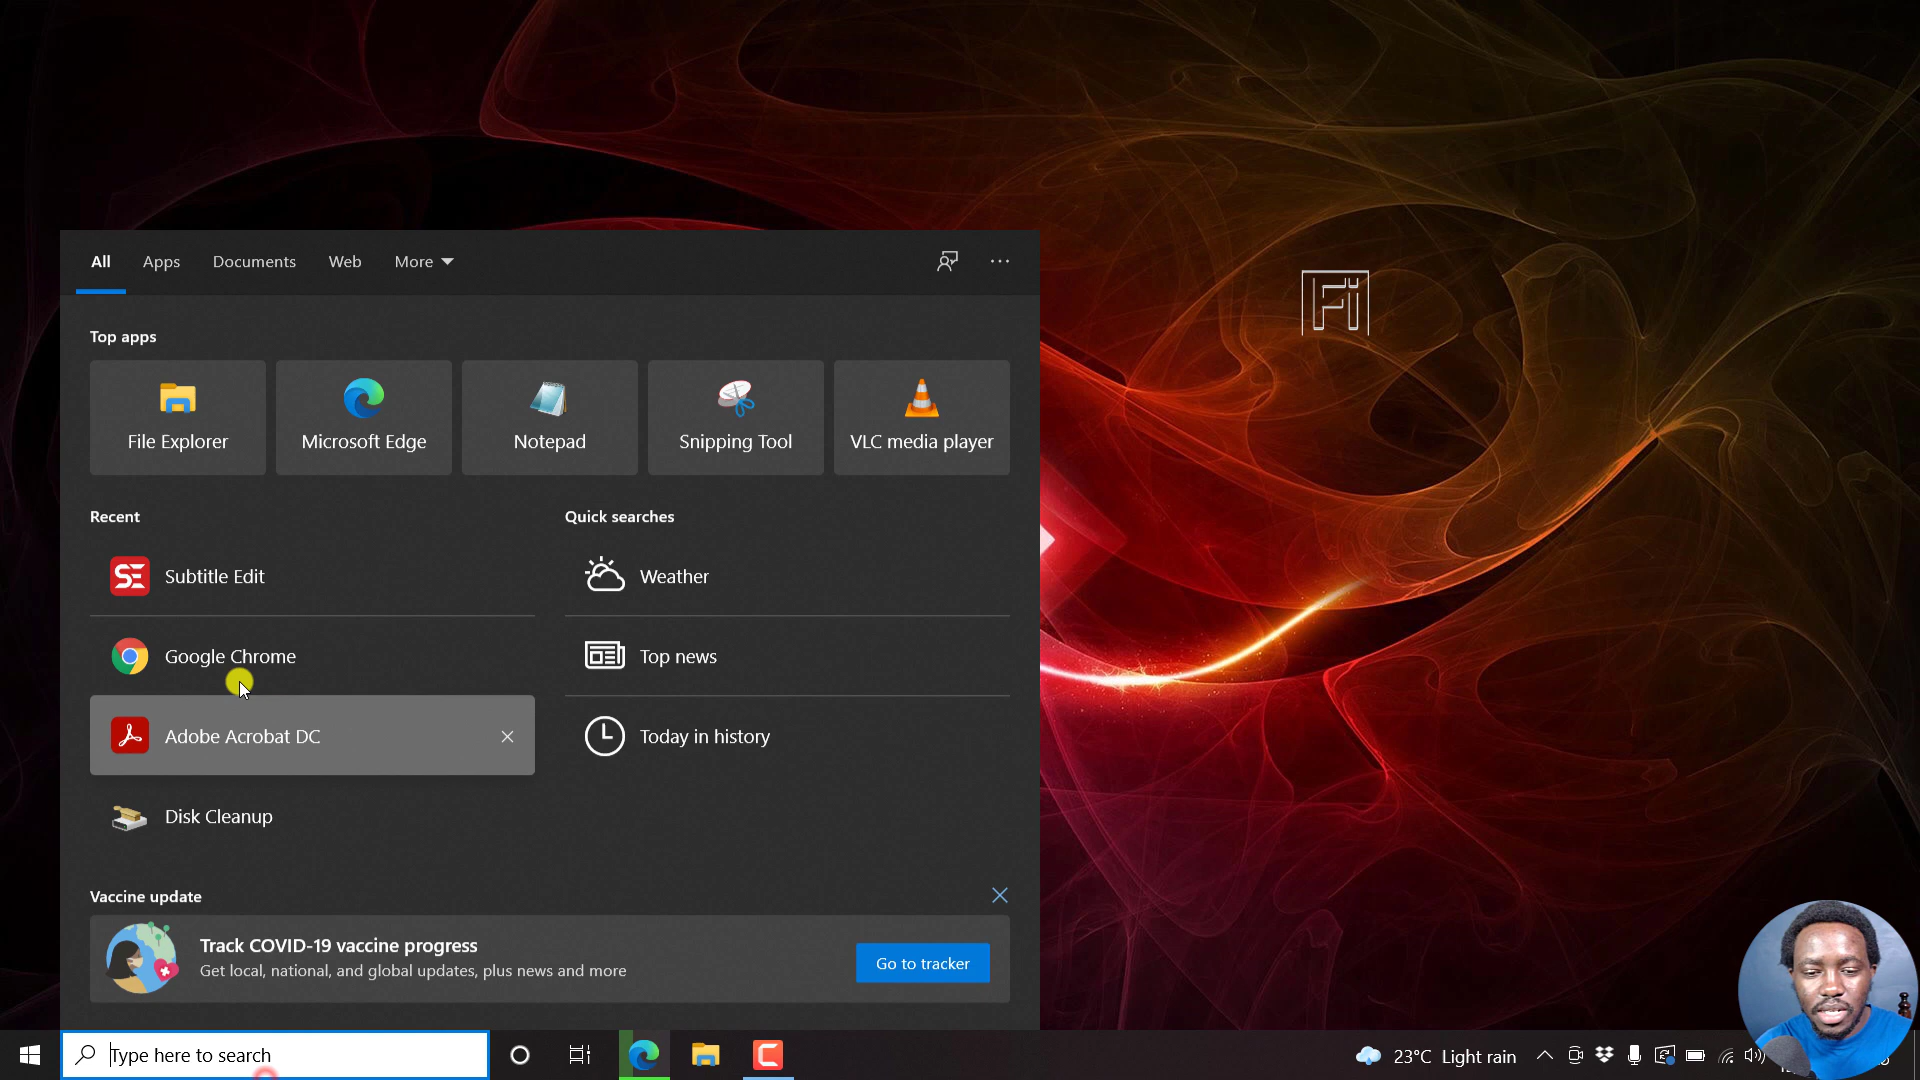 All Apps Documents Web More
Fi
Top apps
File Explorer Microsoft Edge Notepad Snipping Tool VLC media player
Recent
Quick searches
SE Subtitle Edit
Weather
Google Chrome
Top news
Adobe Acrobat DC
Today in history
Disk Cleanup
Vaccine update
Track COVID-19 vaccine progress
Get local, national, and global updates, plus news and more
Go to tracker
Type here to search
23°C Light rain